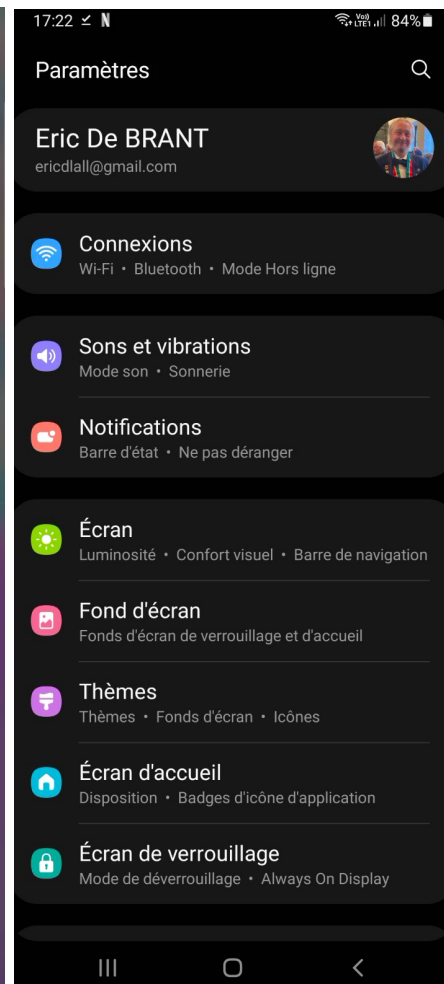 17:22 N Vo)) LTE1 84%
Paramètres
Eric De BRANT
ericdlall@gmail.com
Connexions
Wi-Fi • Bluetooth • Mode Hors ligne
Sons et vibrations
Mode son • Sonnerie
Notifications
Barre d'état • Ne pas déranger
Écran
Luminosité • Confort visuel • Barre de navigation
Fond d'écran
Fonds d'écran de verrouillage et d'accueil
Thèmes
Thèmes • Fonds d'écran • Icônes
Écran d'accueil
Disposition • Badges d'icône d'application
Écran de verrouillage
Mode de déverrouillage • Always On Display